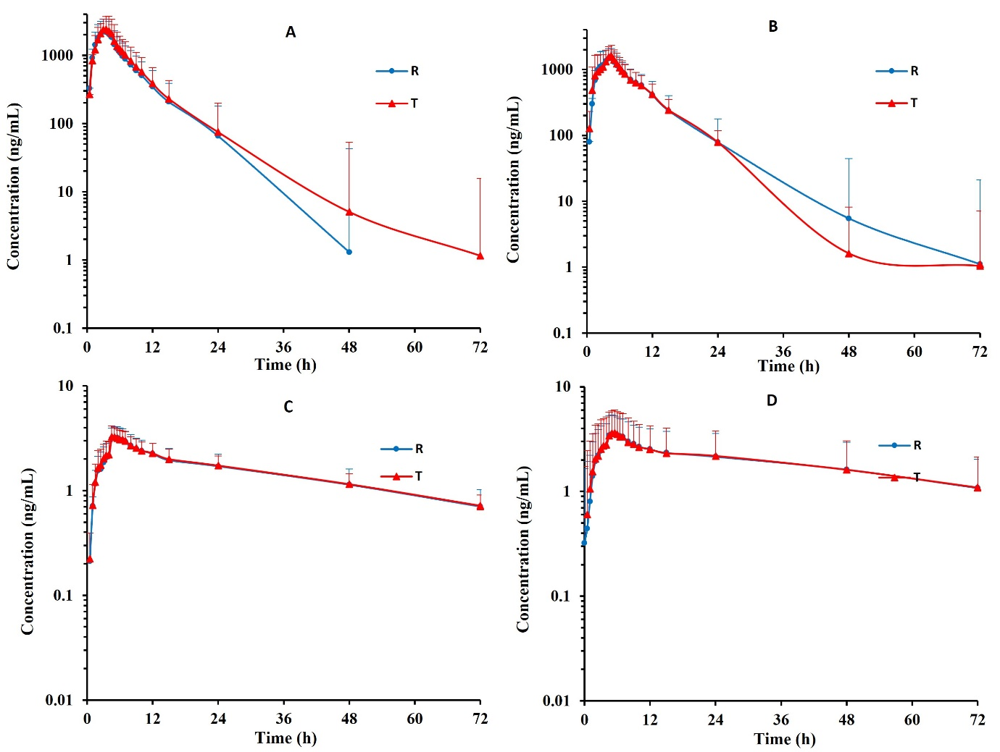 A
Concentration (ng/mL)
1000
100
10
1
0.1
R
T
0 12 24 36 48 60 72
Time (h)
B
Concentration (ng/mL)
1000
100
10
1
0.1
R
T
0 12 24 36 48 60 72
Time (h)
C
Concentration (ng/mL)
10
1
0.1
0.01
R
T
0 12 24 36 48 60 72
Time (h)
D
Concentration (ng/mL)
10
1
0.1
0.01
R
T
0 12 24 36 48 60 72
Time (h)